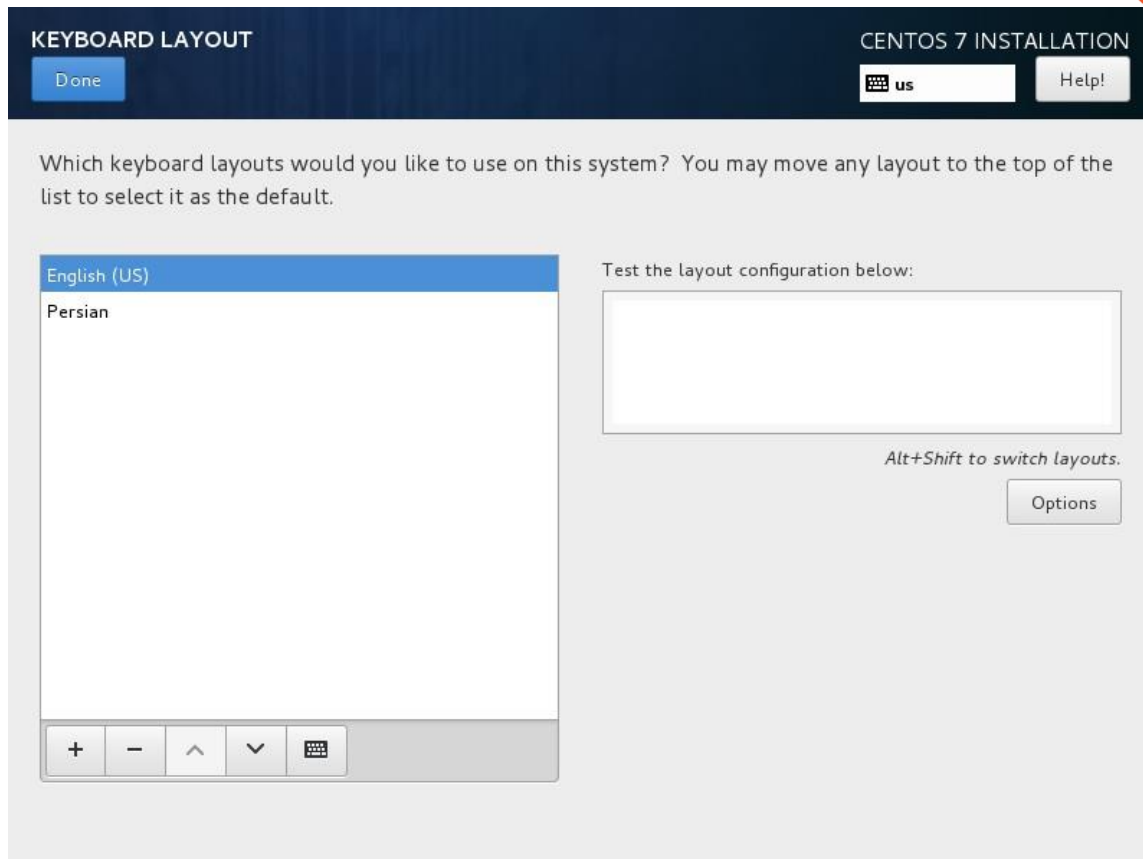 KEYBOARD LAYOUT
Done
CENTOS 7 INSTALLATION
us
Help!
Which keyboard layouts would you like to use on this system?  You may move any layout to the top of the
list to select it as the default.
English (US)
Persian
Test the layout configuration below:
Alt+Shift to switch layouts.
Options